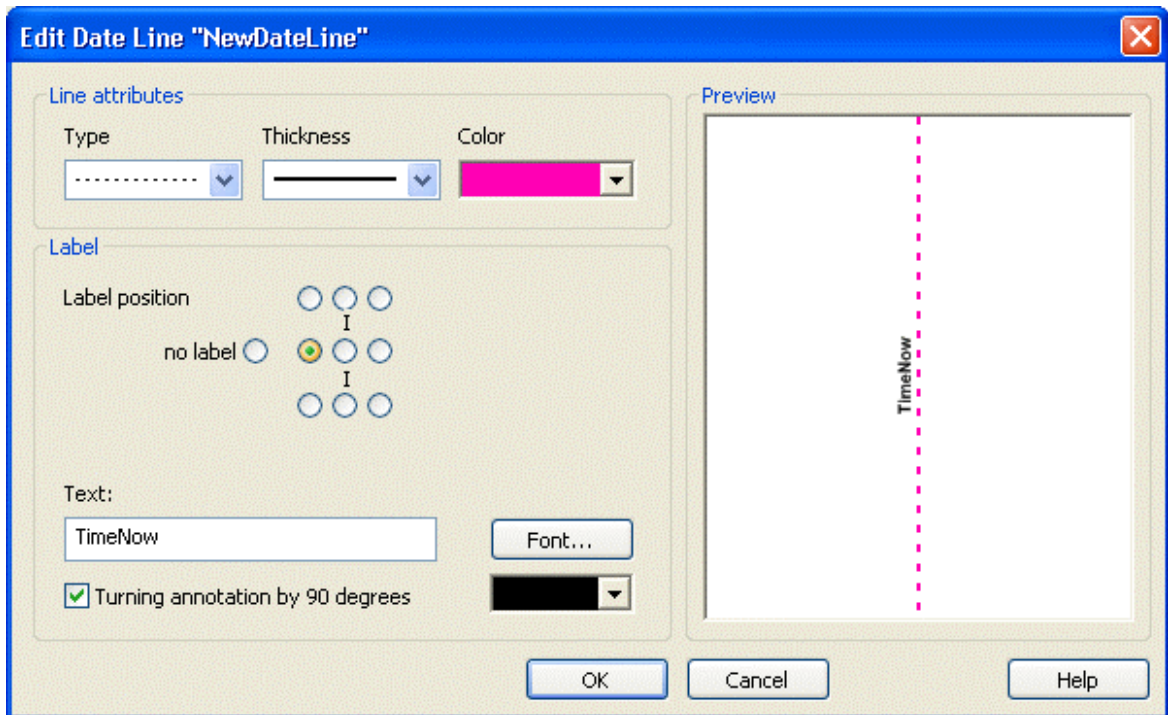 Edit Date Line "NewDateLine"
Line attributes
Type
Thickness
Color
Label
Label position
no label
I
I
Text:
TimeNow
Font...
Turning annotation by 90 degrees
Preview
TimeNow
OK
Cancel
Help